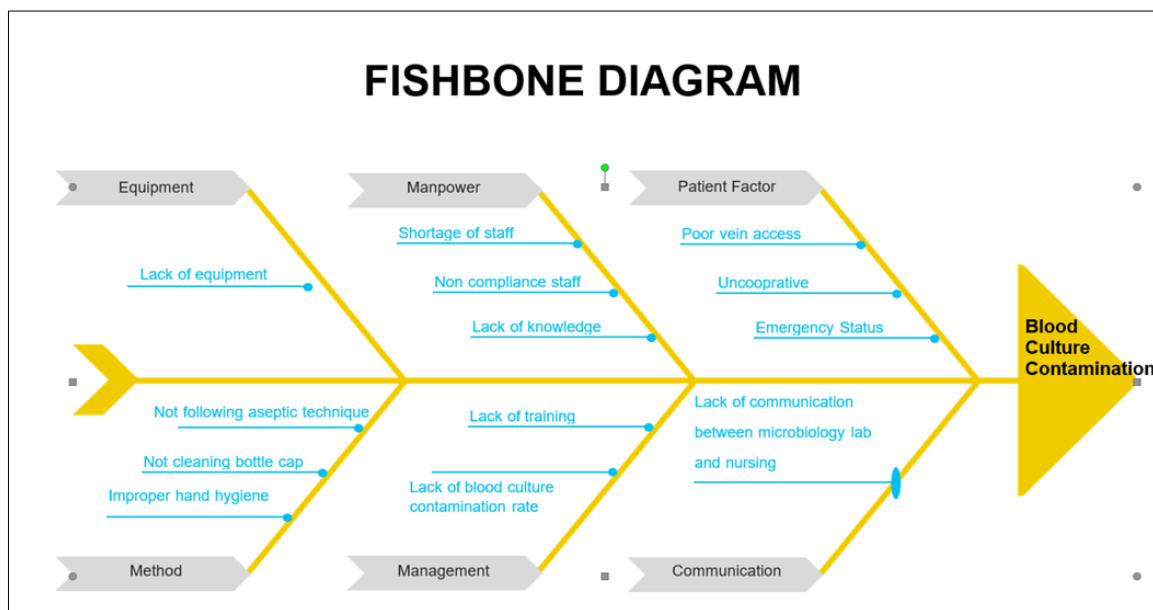 FISHBONE DIAGRAM
Equipment
Manpower
Patient Factor
Shortage of staff
Poor vein access
Lack of equipment
Non compliance staff
Uncooprative
Lack of knowledge
Emergency Status
Blood
Culture
Contamination
Not following aseptic technique
Not cleaning bottle cap
Improper hand hygiene
Lack of training
Lack of blood culture
contamination rate
Lack of communication
between microbiology lab
and nursing
Method
Management
Communication